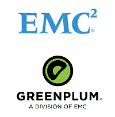 EMC²
GREENPLUM®
A DIVISION OF EMC